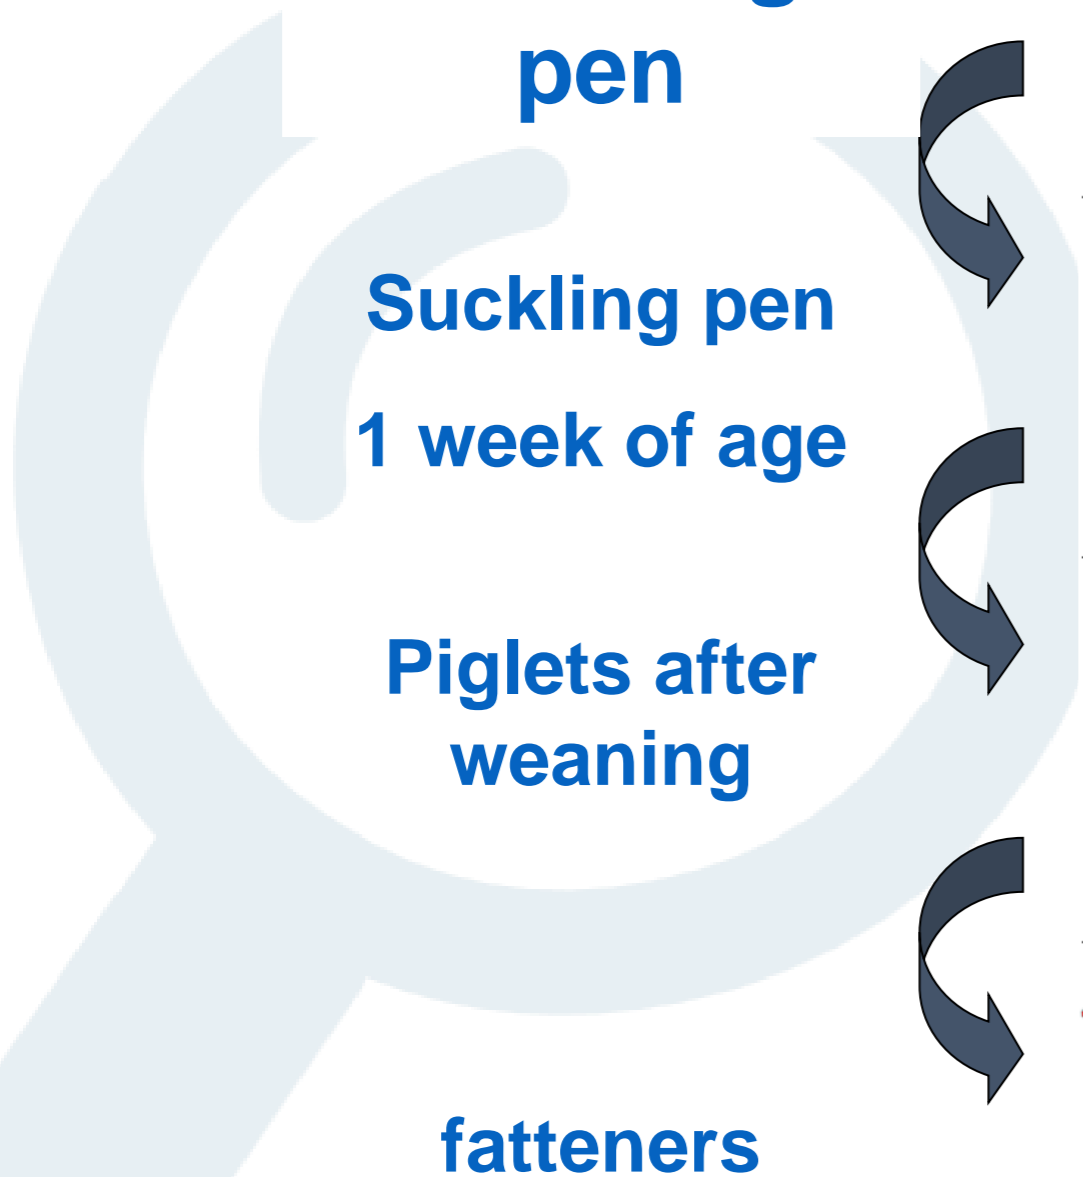 pen
Suckling pen
1 week of age
Piglets after
weaning
fatteners